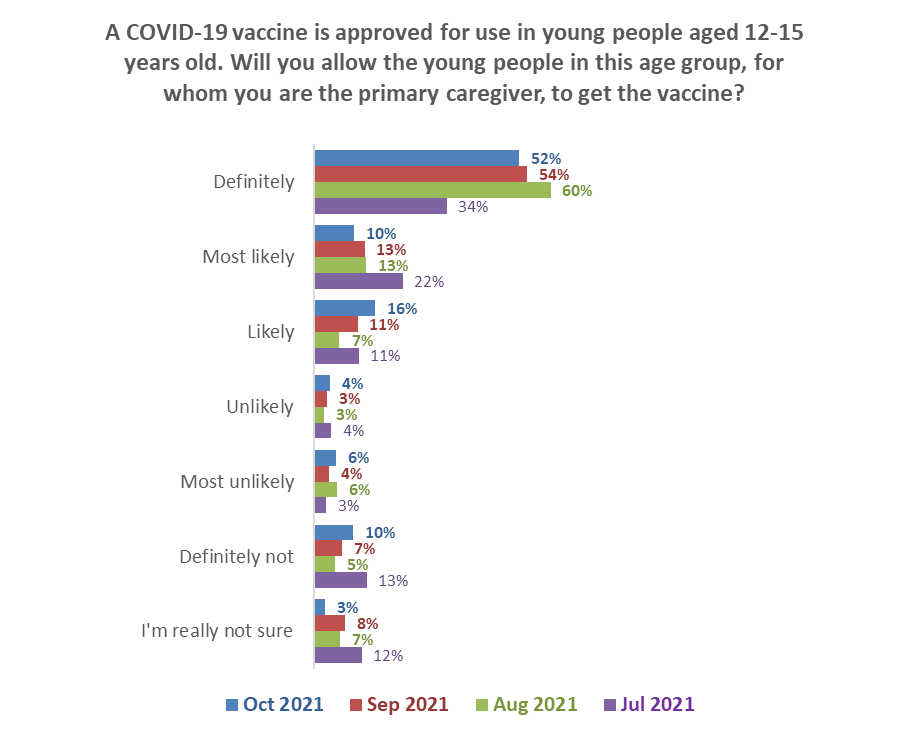 A COVID-19 vaccine is approved for use in young people aged 12-15
years old. Will you allow the young people in this age group, for
whom you are the primary caregiver, to get the vaccine?
Definitely
52%
54%
60%
34%
Most likely
10%
13%
13%
22%
Likely
16%
11%
7%
11%
Unlikely
4%
3%
3%
4%
Most unlikely
6%
4%
6%
3%
Definitely not
10%
7%
5%
13%
I'm really not sure
3%
8%
7%
12%
Oct 2021 Sep 2021 Aug 2021 Jul 2021